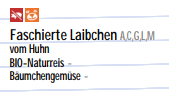 Faschierte Laibchen A,C,G,L,M
vom Huhn
BIO-Naturreis -
Bäumchengemüse -